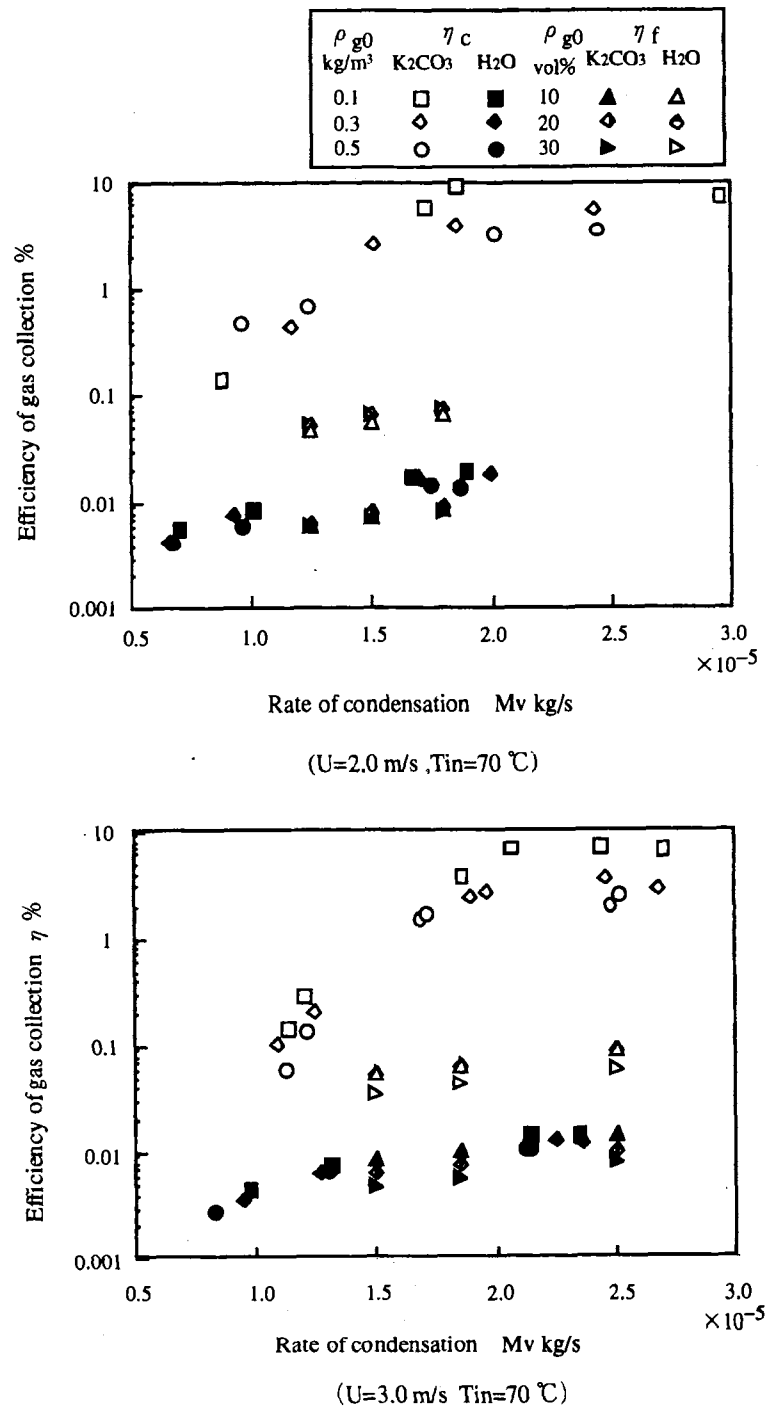 ρg0 ηc ρg0 ηf
kg/m³ K2CO3 H2O vol% K2CO3 H2O
0.1 10
0.3 20
0.5 30
10
1
0.1
0.01
0.001
Efficiency of gas collection %
0.5 1.0 1.5 2.0 2.5 3.0
×10⁻⁵
Rate of condensation Mv kg/s
(U=2.0 m/s ,Tin=70 ℃)
10
1
0.1
0.01
0.001
Efficiency of gas collection η %
0.5 1.0 1.5 2.0 2.5 3.0
×10⁻⁵
Rate of condensation Mv kg/s
(U=3.0 m/s Tin=70 ℃)